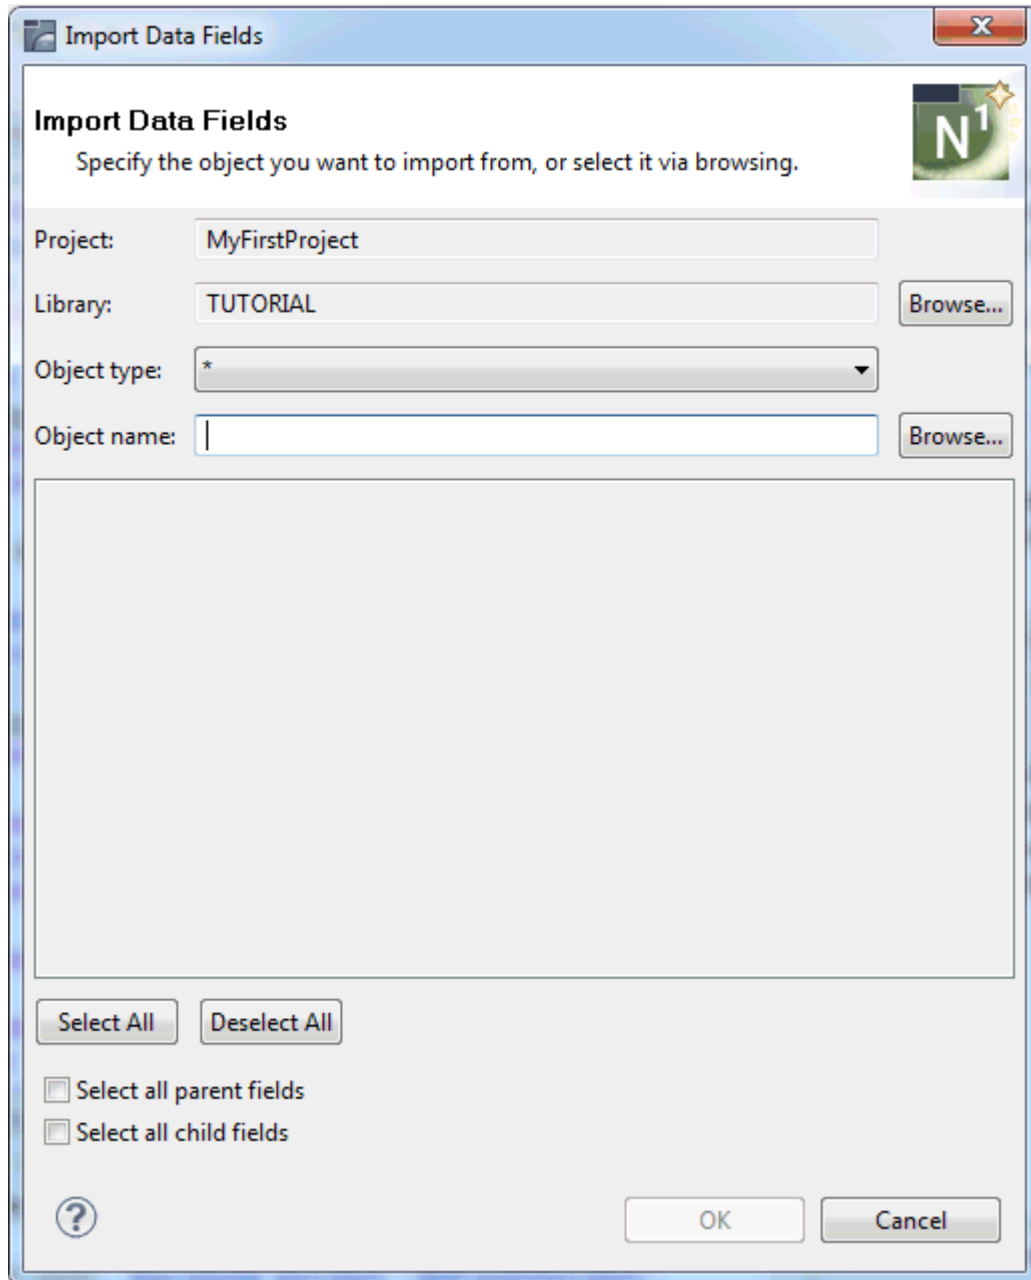 Import Data Fields
Import Data Fields
Specify the object you want to import from, or select it via browsing.
N1
Project: MyFirstProject
Library: TUTORIAL Browse...
Object type: *
Object name: Browse...
Select All Deselect All
Select all parent fields
Select all child fields
? OK Cancel